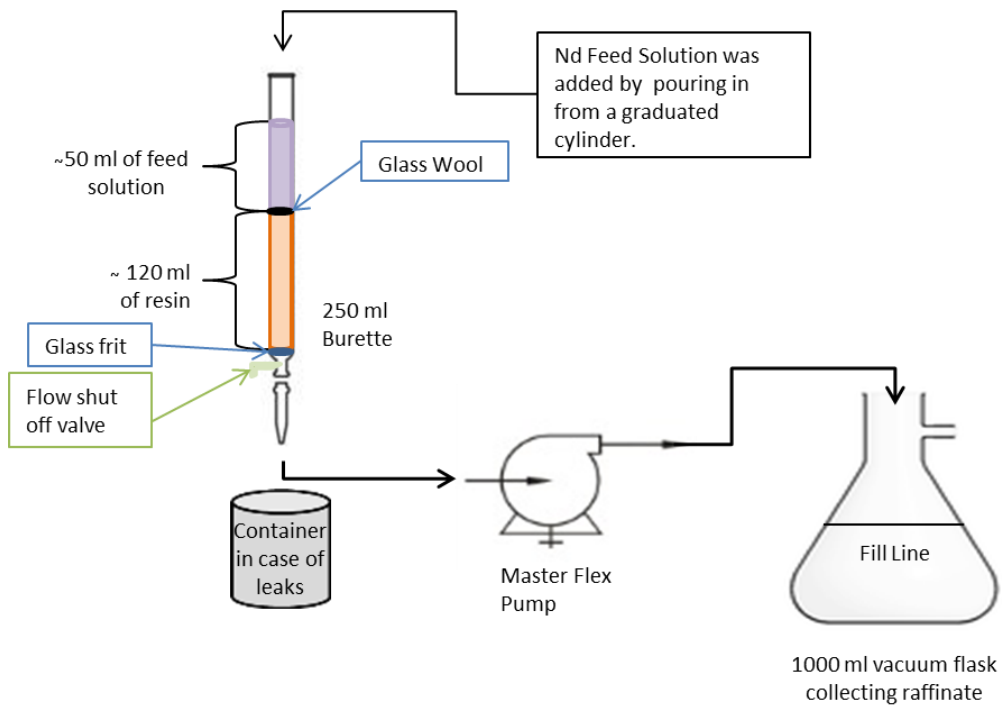 Nd Feed Solution was
added by  pouring in
from a graduated
cylinder.
~50 ml of feed
solution
Glass Wool
~ 120 ml
of resin
250 ml
Burette
Glass frit
Flow shut
off valve
Container
in case of
leaks
Master Flex
Pump
Fill Line
1000 ml vacuum flask
collecting raffinate